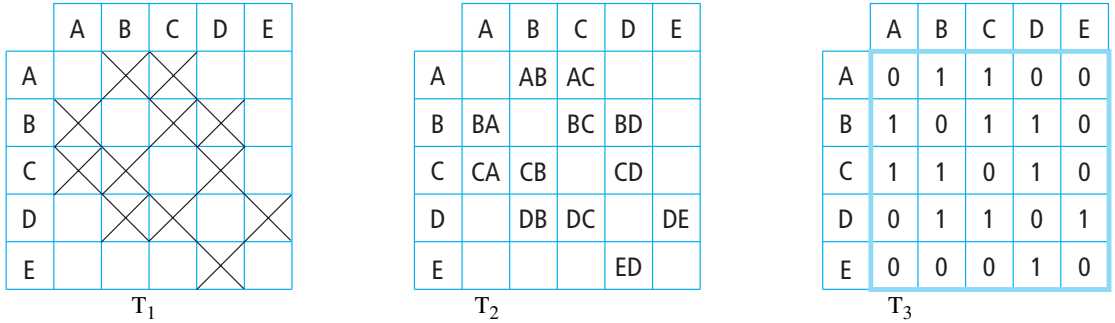 A B C D E
A
B
C
D
E
T1
A B C D E
A AB AC
B BA BC BD
C CA CB CD
D DB DC DE
E ED
T2
A B C D E
A 0 1 1 0 0
B 1 0 1 1 0
C 1 1 0 1 0
D 0 1 1 0 1
E 0 0 0 1 0
T3